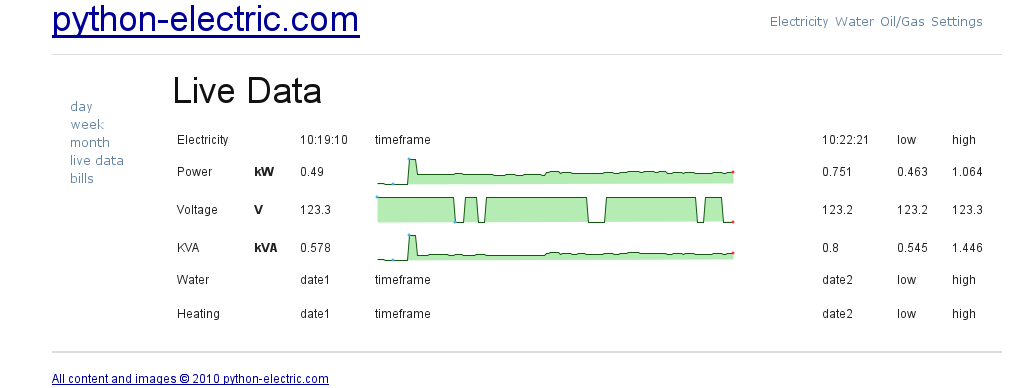 python-electric.com
Electricity Water Oil/Gas Settings
Live Data
day
week
month
live data
bills
Electricity 10:19:10 timeframe 10:22:21 low high
Power kW 0.49 0.751 0.463 1.064
Voltage V 123.3 123.2 123.2 123.3
KVA kVA 0.578 0.8 0.545 1.446
Water date1 timeframe date2 low high
Heating date1 timeframe date2 low high
All content and images © 2010 python-electric.com